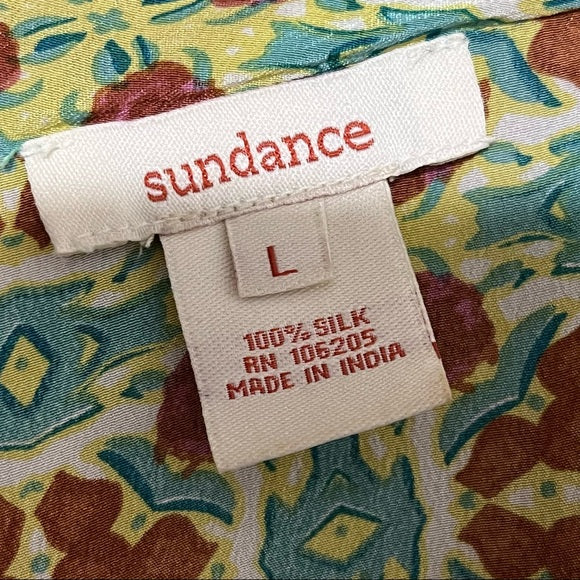 sundance
L
100% SILK
RN 106205
MADE IN INDIA